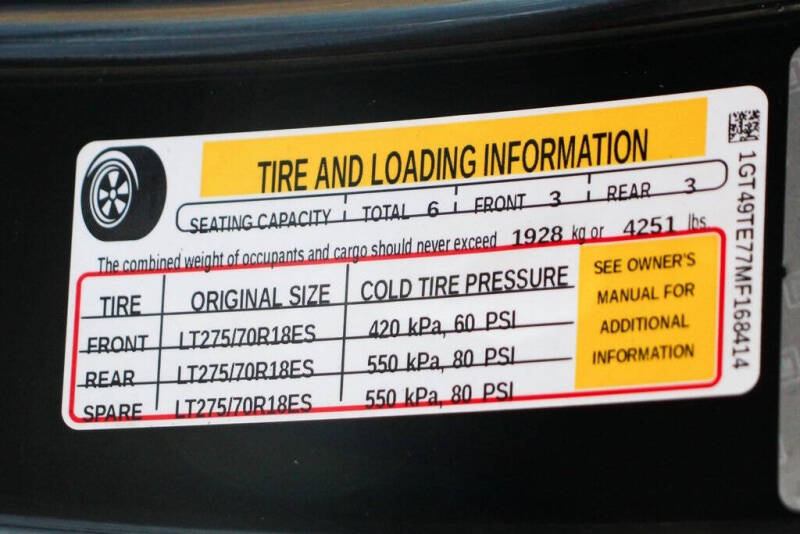 TIRE AND LOADING INFORMATION
SEATING CAPACITY TOTAL 6 FRONT 3 REAR 3
The combined weight of occupants and cargo should never exceed 1928 kg or 4251 lbs
TIRE ORIGINAL SIZE COLD TIRE PRESSURE
FRONT LT275/70R18ES 420 kPa, 60 PSI
REAR LT275/70R18ES 550 kPa, 80 PSI
SPARE LT275/70R18ES 550 kPa, 80 PSI
SEE OWNER'S
MANUAL FOR
ADDITIONAL
INFORMATION
1GT49TE77MF168414